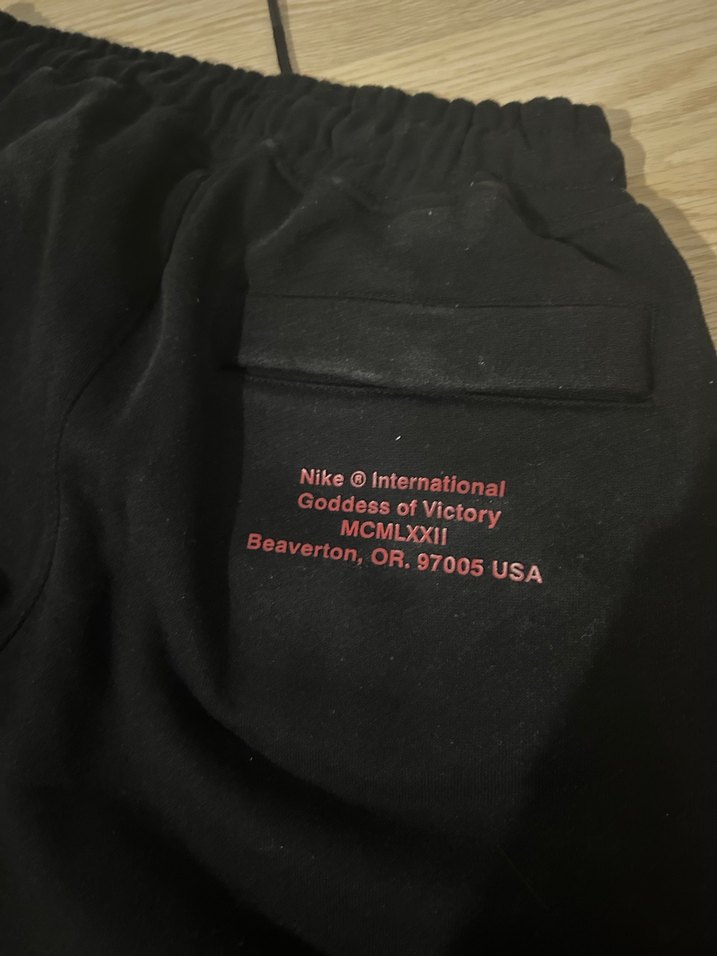 Nike ® International
Goddess of Victory
MCMLXXII
Beaverton, OR. 97005 USA